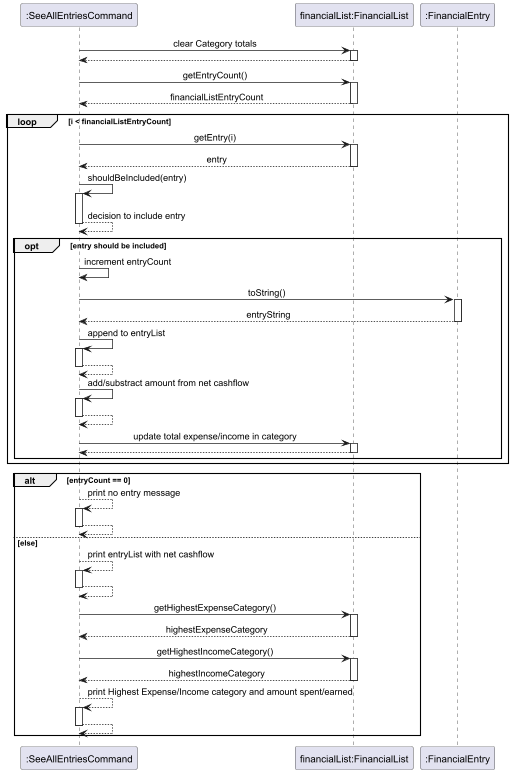 :SeeAllEntriesCommand
financialList:FinancialList
:FinancialEntry
clear Category totals
getEntryCount()
financialListEntryCount
loop
[i < financialListEntryCount]
getEntry(i)
entry
shouldBeIncluded(entry)
decision to include entry
opt
[entry should be included]
increment entryCount
toString()
entryString
append to entryList
add/substract amount from net cashflow
update total expense/income in category
alt
[entryCount == 0]
print no entry message
[else]
print entryList with net cashflow
getHighestExpenseCategory()
highestExpenseCategory
getHighestIncomeCategory()
highestIncomeCategory
print Highest Expense/Income category and amount spent/earned
:SeeAllEntriesCommand
financialList:FinancialList
:FinancialEntry